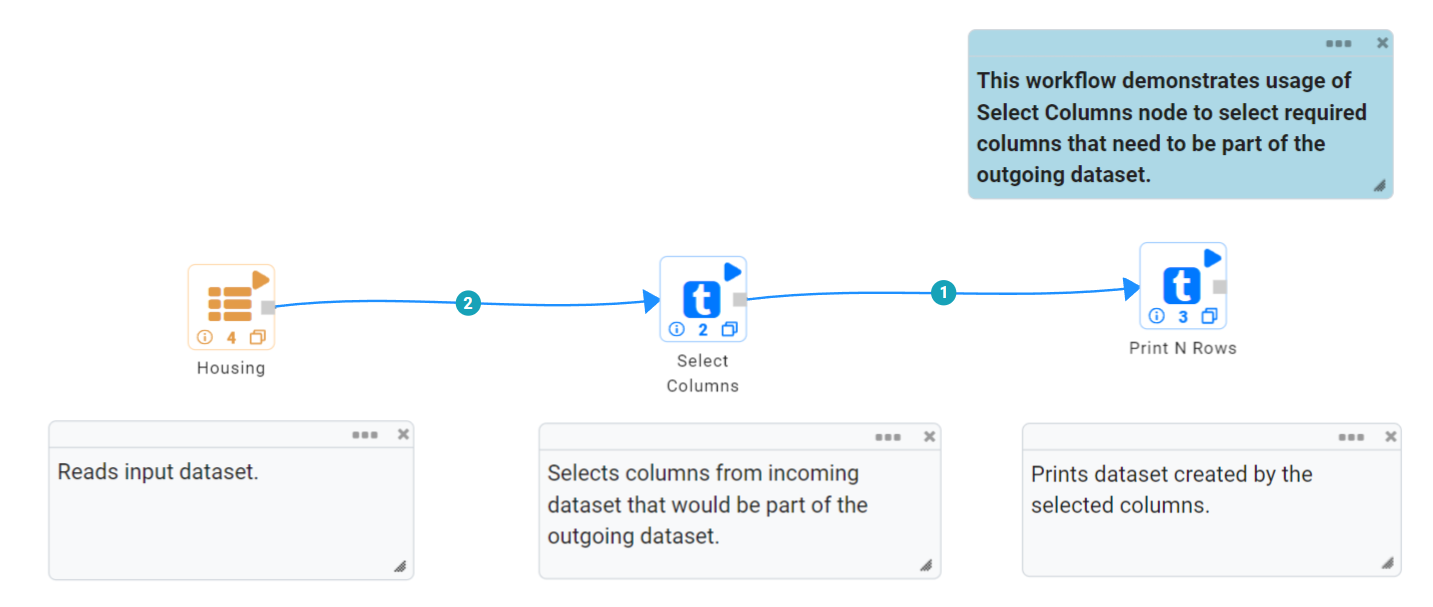 This workflow demonstrates usage of
Select Columns node to select required
columns that need to be part of the
outgoing dataset.
4
Housing
2
t
2
Select
Columns
1
t
3
Print N Rows
Reads input dataset.
Selects columns from incoming
dataset that would be part of the
outgoing dataset.
Prints dataset created by the
selected columns.